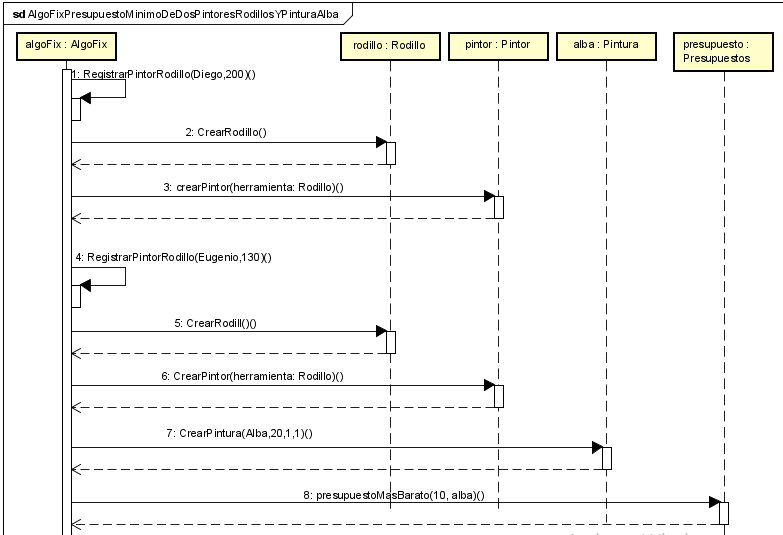 sd AlgoFixPresupuestoMinimoDeDosPintoresRodillosYPinturaAlba
algoFix : AlgoFix
rodillo : Rodillo
pintor : Pintor
alba : Pintura
presupuesto :
Presupuestos
1: RegistrarPintorRodillo(Diego,200)()
2: CrearRodillo()
3: crearPintor(herramienta: Rodillo)()
4: RegistrarPintorRodillo(Eugenio,130)()
5: CrearRodill()()
6: CrearPintor(herramienta: Rodillo)()
7: CrearPintura(Alba,20,1,1)()
8: presupuestoMasBarato(10, alba)()